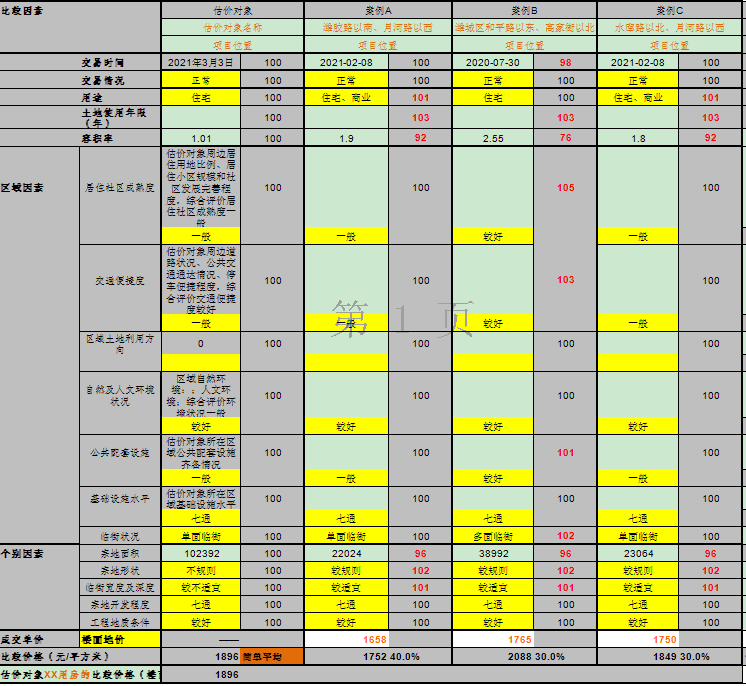 比较因素 估价对象 案例A 案例B 案例C
估价对象名称 潍胶路以南、月河路以西 潍城区和平路以东、高家街以北 水库路以北、月河路以西
项目位置 项目位置 项目位置 项目位置
交易时间 2021年3月3日 100 2021-02-08 100 2020-07-30 98 2021-02-08 100
交易情况 正常 100 正常 100 正常 100 正常 100
用途 住宅 100 住宅、商业 101 住宅 100 住宅、商业 101
土地使用年限（年） 100 103 103 103
容积率 1.01 100 1.9 92 2.55 76 1.8 92
区域因素 居住社区成熟度 估价对象周边居住用地比例、居住小区规模和社区发展完善程度，综合评价居住社区成熟度一般 100 100 105 100
一般 一般 较好 一般
交通便捷度 估价对象周边道路状况、公共交通通达情况、停车便捷程度，综合评价交通便捷度较好 100 100 103 100
一般 一般 较好 一般
第 1 页
区域土地利用方向 0 100 100 100 100
自然及人文环境状况 区域自然环境：；人文环境；综合评价环境状况一般 100 100 100 100
较好 较好 较好 较好
公共配套设施 估价对象所在区域公共配套设施齐备情况 100 100 101 100
一般 一般 较好 一般
基础设施水平 估价对象所在区域基础设施水平 100 100 100 100
七通 七通 七通 七通
临街状况 单面临街 100 单面临街 100 多面临街 102 单面临街 100
个别因素 宗地面积 102392 100 22024 96 38992 96 23064 96
宗地形状 不规则 100 较规则 102 较规则 102 较规则 102
临街宽度及深度 较不适宜 100 较适宜 101 较适宜 101 较适宜 101
宗地开发程度 七通 100 七通 100 七通 100 七通 100
工程地质条件 较好 100 较好 100 较好 100 较好 100
成交单价 楼面地价 —— 1658 1765 1750
比较价格（元/平方米） 1896 简单平均 1752 40.0% 2088 30.0% 1849 30.0%
估价对象XX用房的比较价格（楼 1896